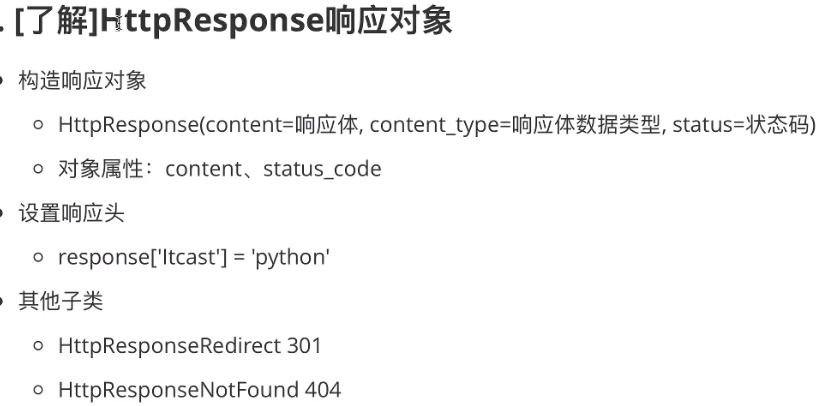 . [了解]HttpResponse响应对象
构造响应对象
HttpResponse(content=响应体, content_type=响应体数据类型, status=状态码)
对象属性：content、status_code
设置响应头
response['Itcast'] = 'python'
其他子类
HttpResponseRedirect 301
HttpResponseNotFound 404